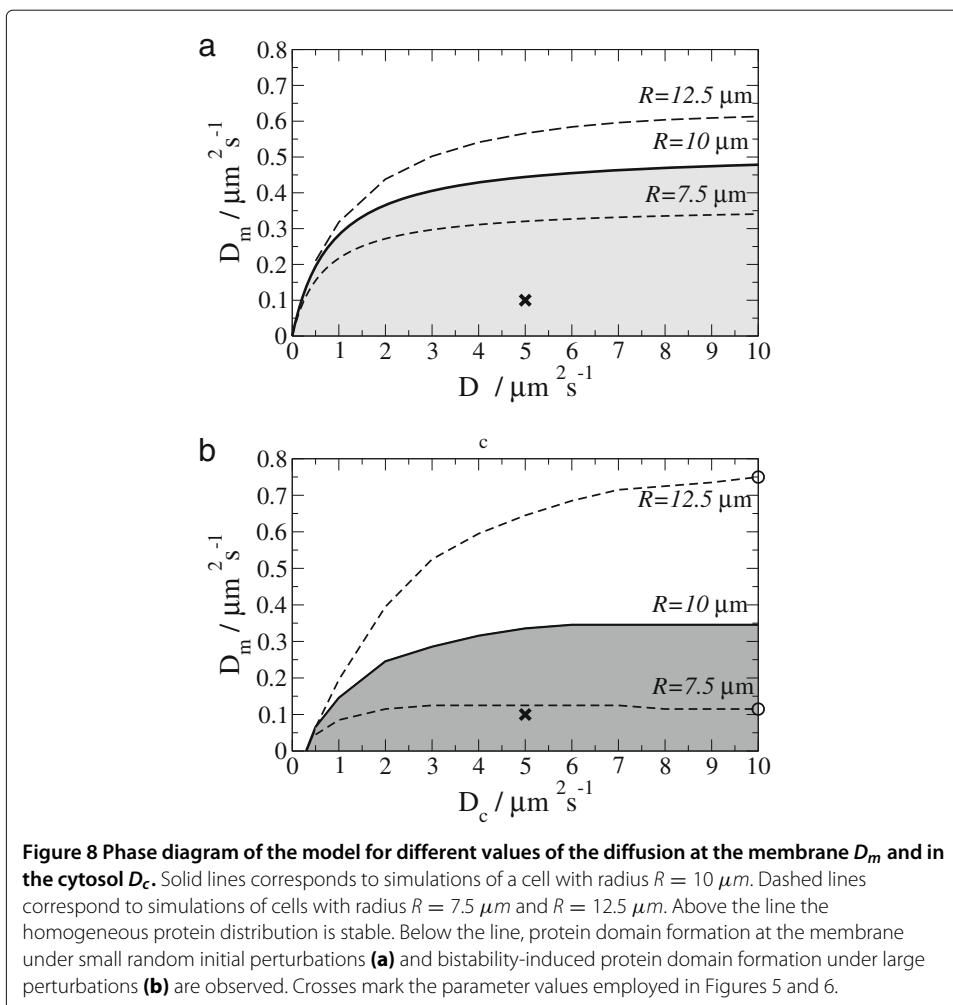 a
0.8
0.7
0.6
0.5
0.4
0.3
0.2
0.1
0
D_m / μm²s⁻¹
R=12.5 μm
R=10 μm
R=7.5 μm
0 1 2 3 4 5 6 7 8 9 10
D / μm²s⁻¹
c
b
0.8
0.7
0.6
0.5
0.4
0.3
0.2
0.1
0
D_m / μm²s⁻¹
R=12.5 μm
R=10 μm
R=7.5 μm
0 1 2 3 4 5 6 7 8 9 10
D_c / μm²s⁻¹
Figure 8 Phase diagram of the model for different values of the diffusion at the membrane D_m and in
the cytosol D_c. Solid lines corresponds to simulations of a cell with radius R = 10 μm. Dashed lines
correspond to simulations of cells with radius R = 7.5 μm and R = 12.5 μm. Above the line the
homogeneous protein distribution is stable. Below the line, protein domain formation at the membrane
under small random initial perturbations (a) and bistability-induced protein domain formation under large
perturbations (b) are observed. Crosses mark the parameter values employed in Figures 5 and 6.